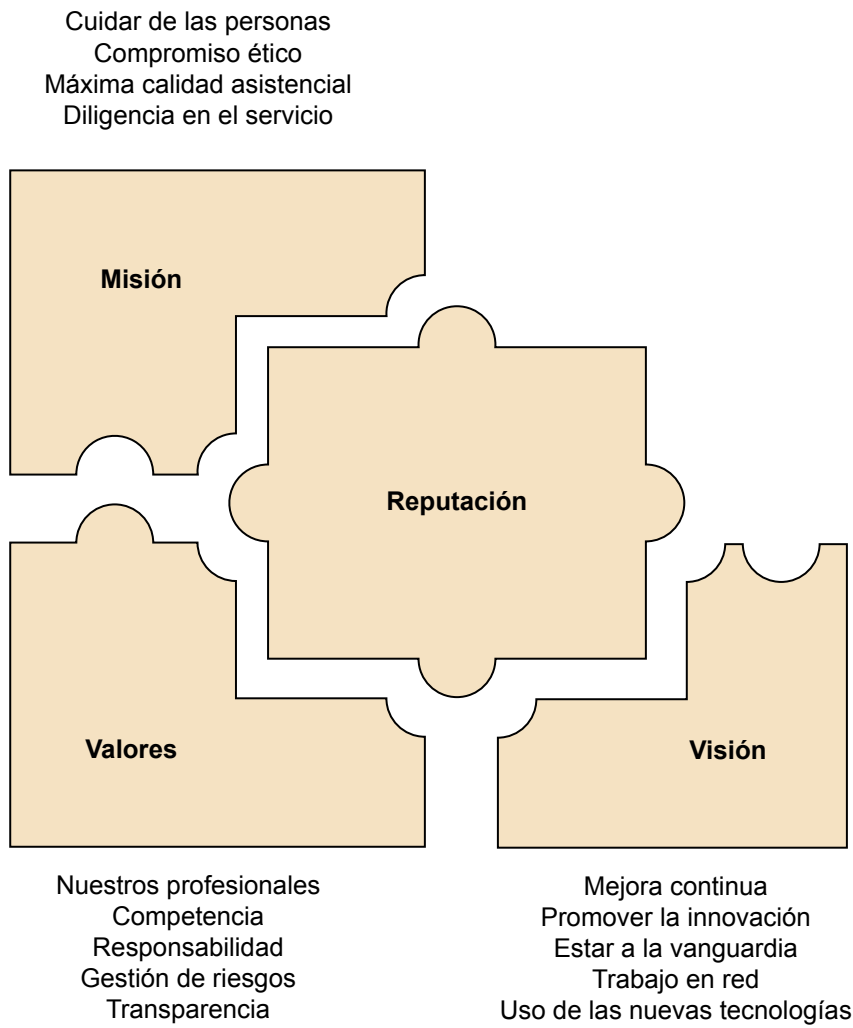 Cuidar de las personas
Compromiso ético
Máxima calidad asistencial
Diligencia en el servicio
Misión
Reputación
Valores
Visión
Nuestros profesionales
Competencia
Responsabilidad
Gestión de riesgos
Transparencia
Mejora continua
Promover la innovación
Estar a la vanguardia
Trabajo en red
Uso de las nuevas tecnologías